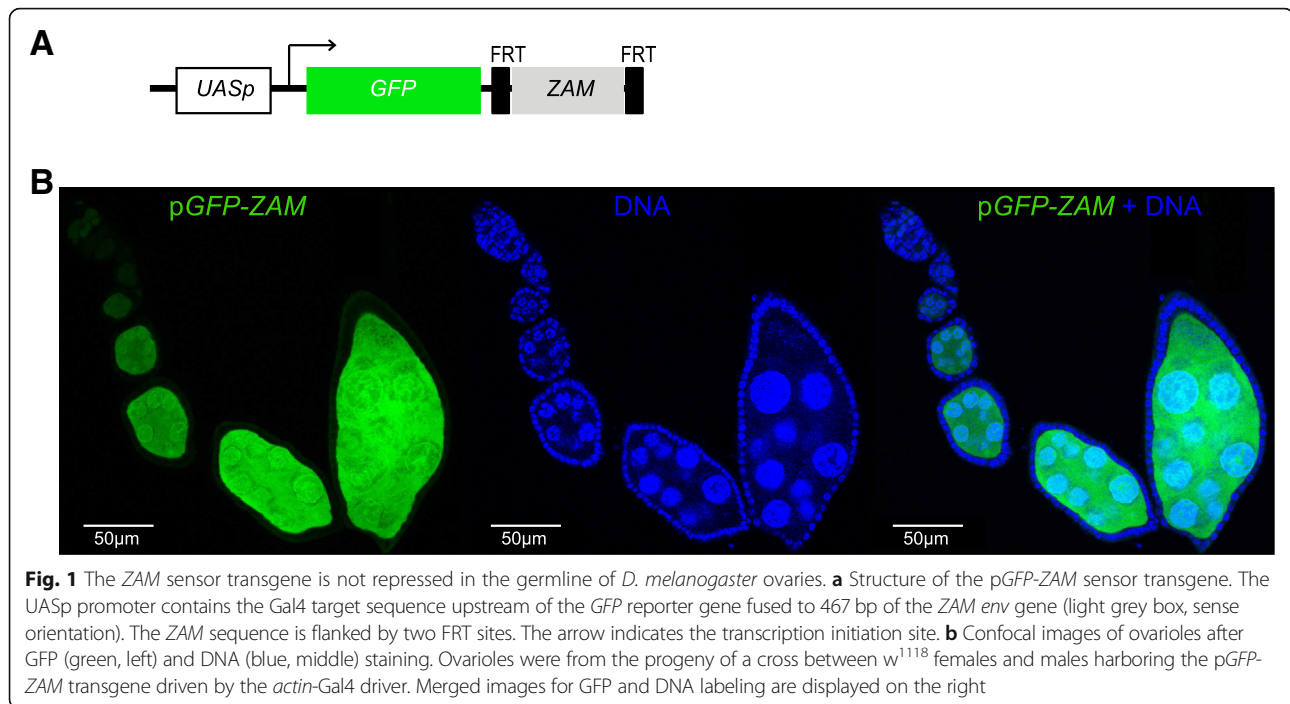 A
FRT FRT
UASp GFP ZAM
B
pGFP-ZAM DNA pGFP-ZAM + DNA
50µm 50µm 50µm
Fig. 1 The ZAM sensor transgene is not repressed in the germline of D. melanogaster ovaries. a Structure of the pGFP-ZAM sensor transgene. The
UASp promoter contains the Gal4 target sequence upstream of the GFP reporter gene fused to 467 bp of the ZAM env gene (light grey box, sense
orientation). The ZAM sequence is flanked by two FRT sites. The arrow indicates the transcription initiation site. b Confocal images of ovarioles after
GFP (green, left) and DNA (blue, middle) staining. Ovarioles were from the progeny of a cross between w¹¹¹⁸ females and males harboring the pGFP-
ZAM transgene driven by the actin-Gal4 driver. Merged images for GFP and DNA labeling are displayed on the right